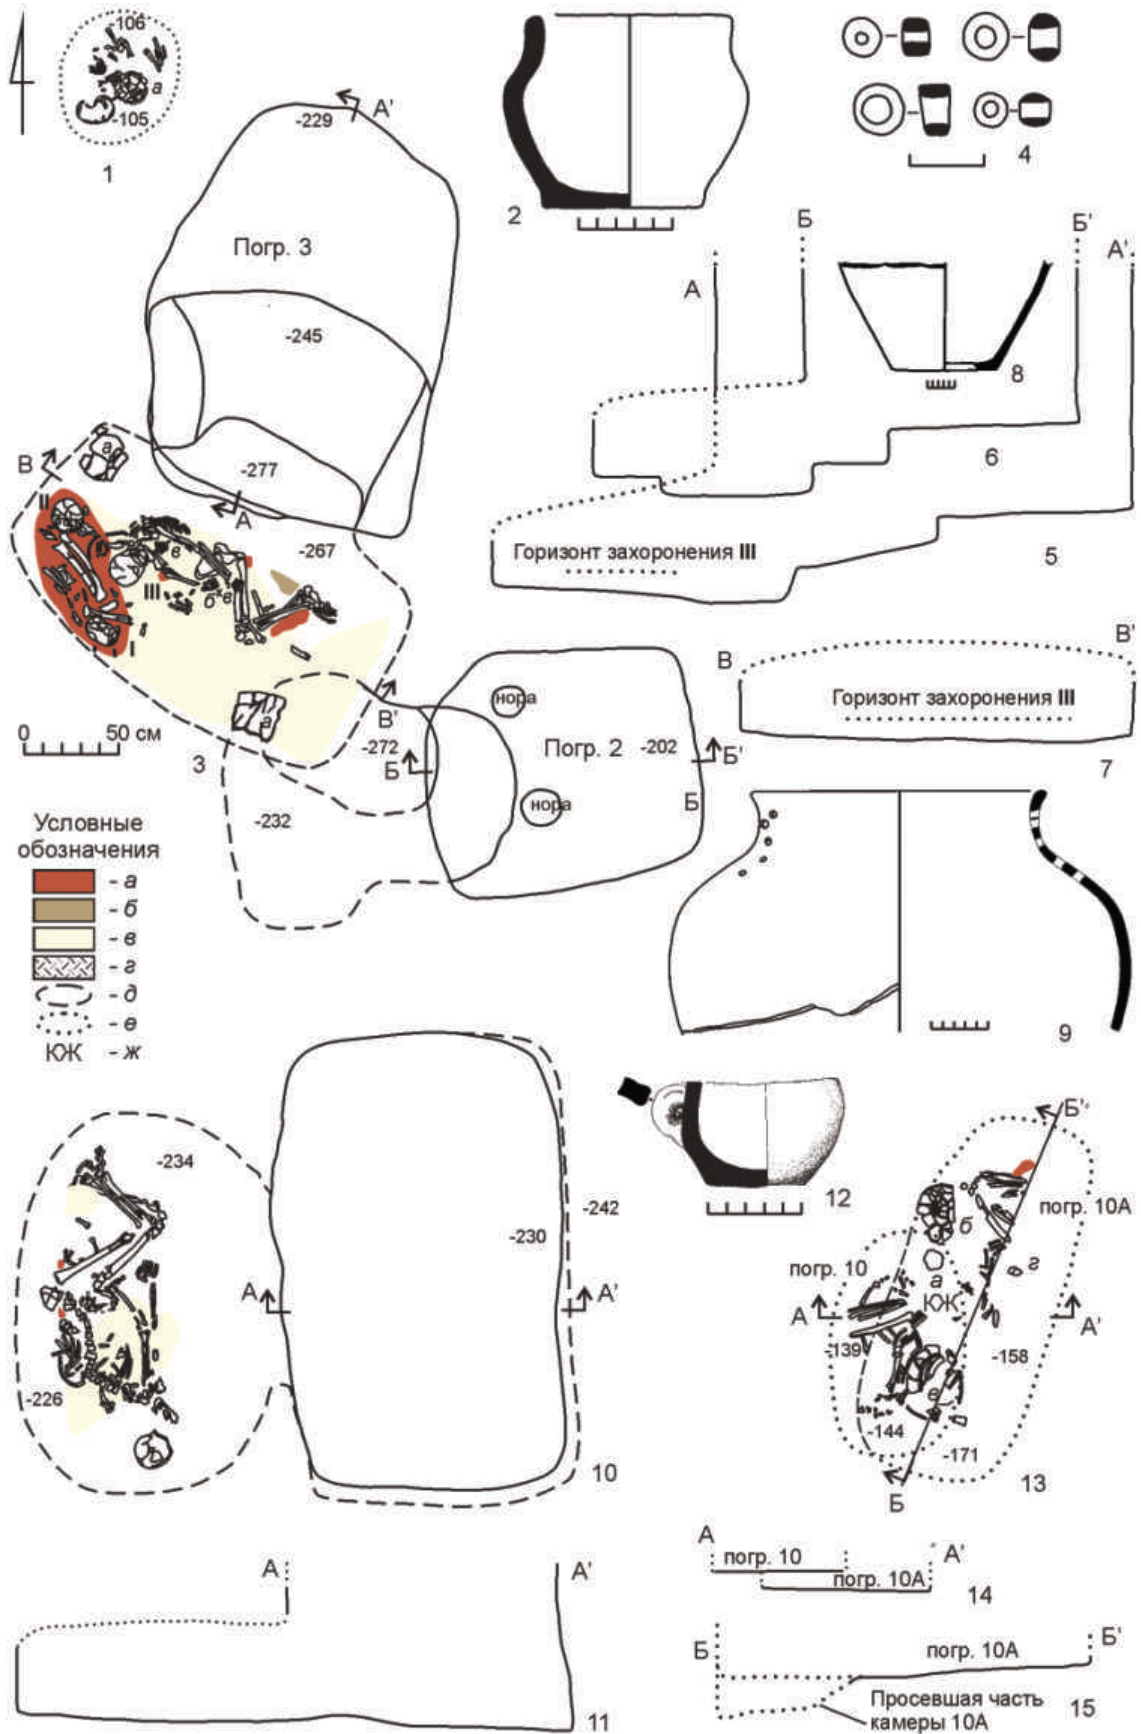 -106
а
-105
1
-229
А'
Погр. 3
-245
-277
А
В
а
II
в
III
б
в
I
-267
а
В'
0 50 см
3
-272
Б
-232
нора
нора
Погр. 2
-202
Б'
Б
2
4
Б
А
Б'
А'
8
6
Горизонт захоронения III
5
В
В'
Горизонт захоронения III
7
9
Условные
обозначения
- а
- б
- в
- г
- д
- е
КЖ - ж
-234
-226
-242
-230
А
А'
10
12
Б'
погр. 10А
б
г
погр. 10
а
КЖ
А
А'
-139
-158
в
-144
-171
13
Б
А
А'
11
А
А'
погр. 10
погр. 10А
14
Б
Б'
погр. 10А
Просевшая часть
камеры 10А
15